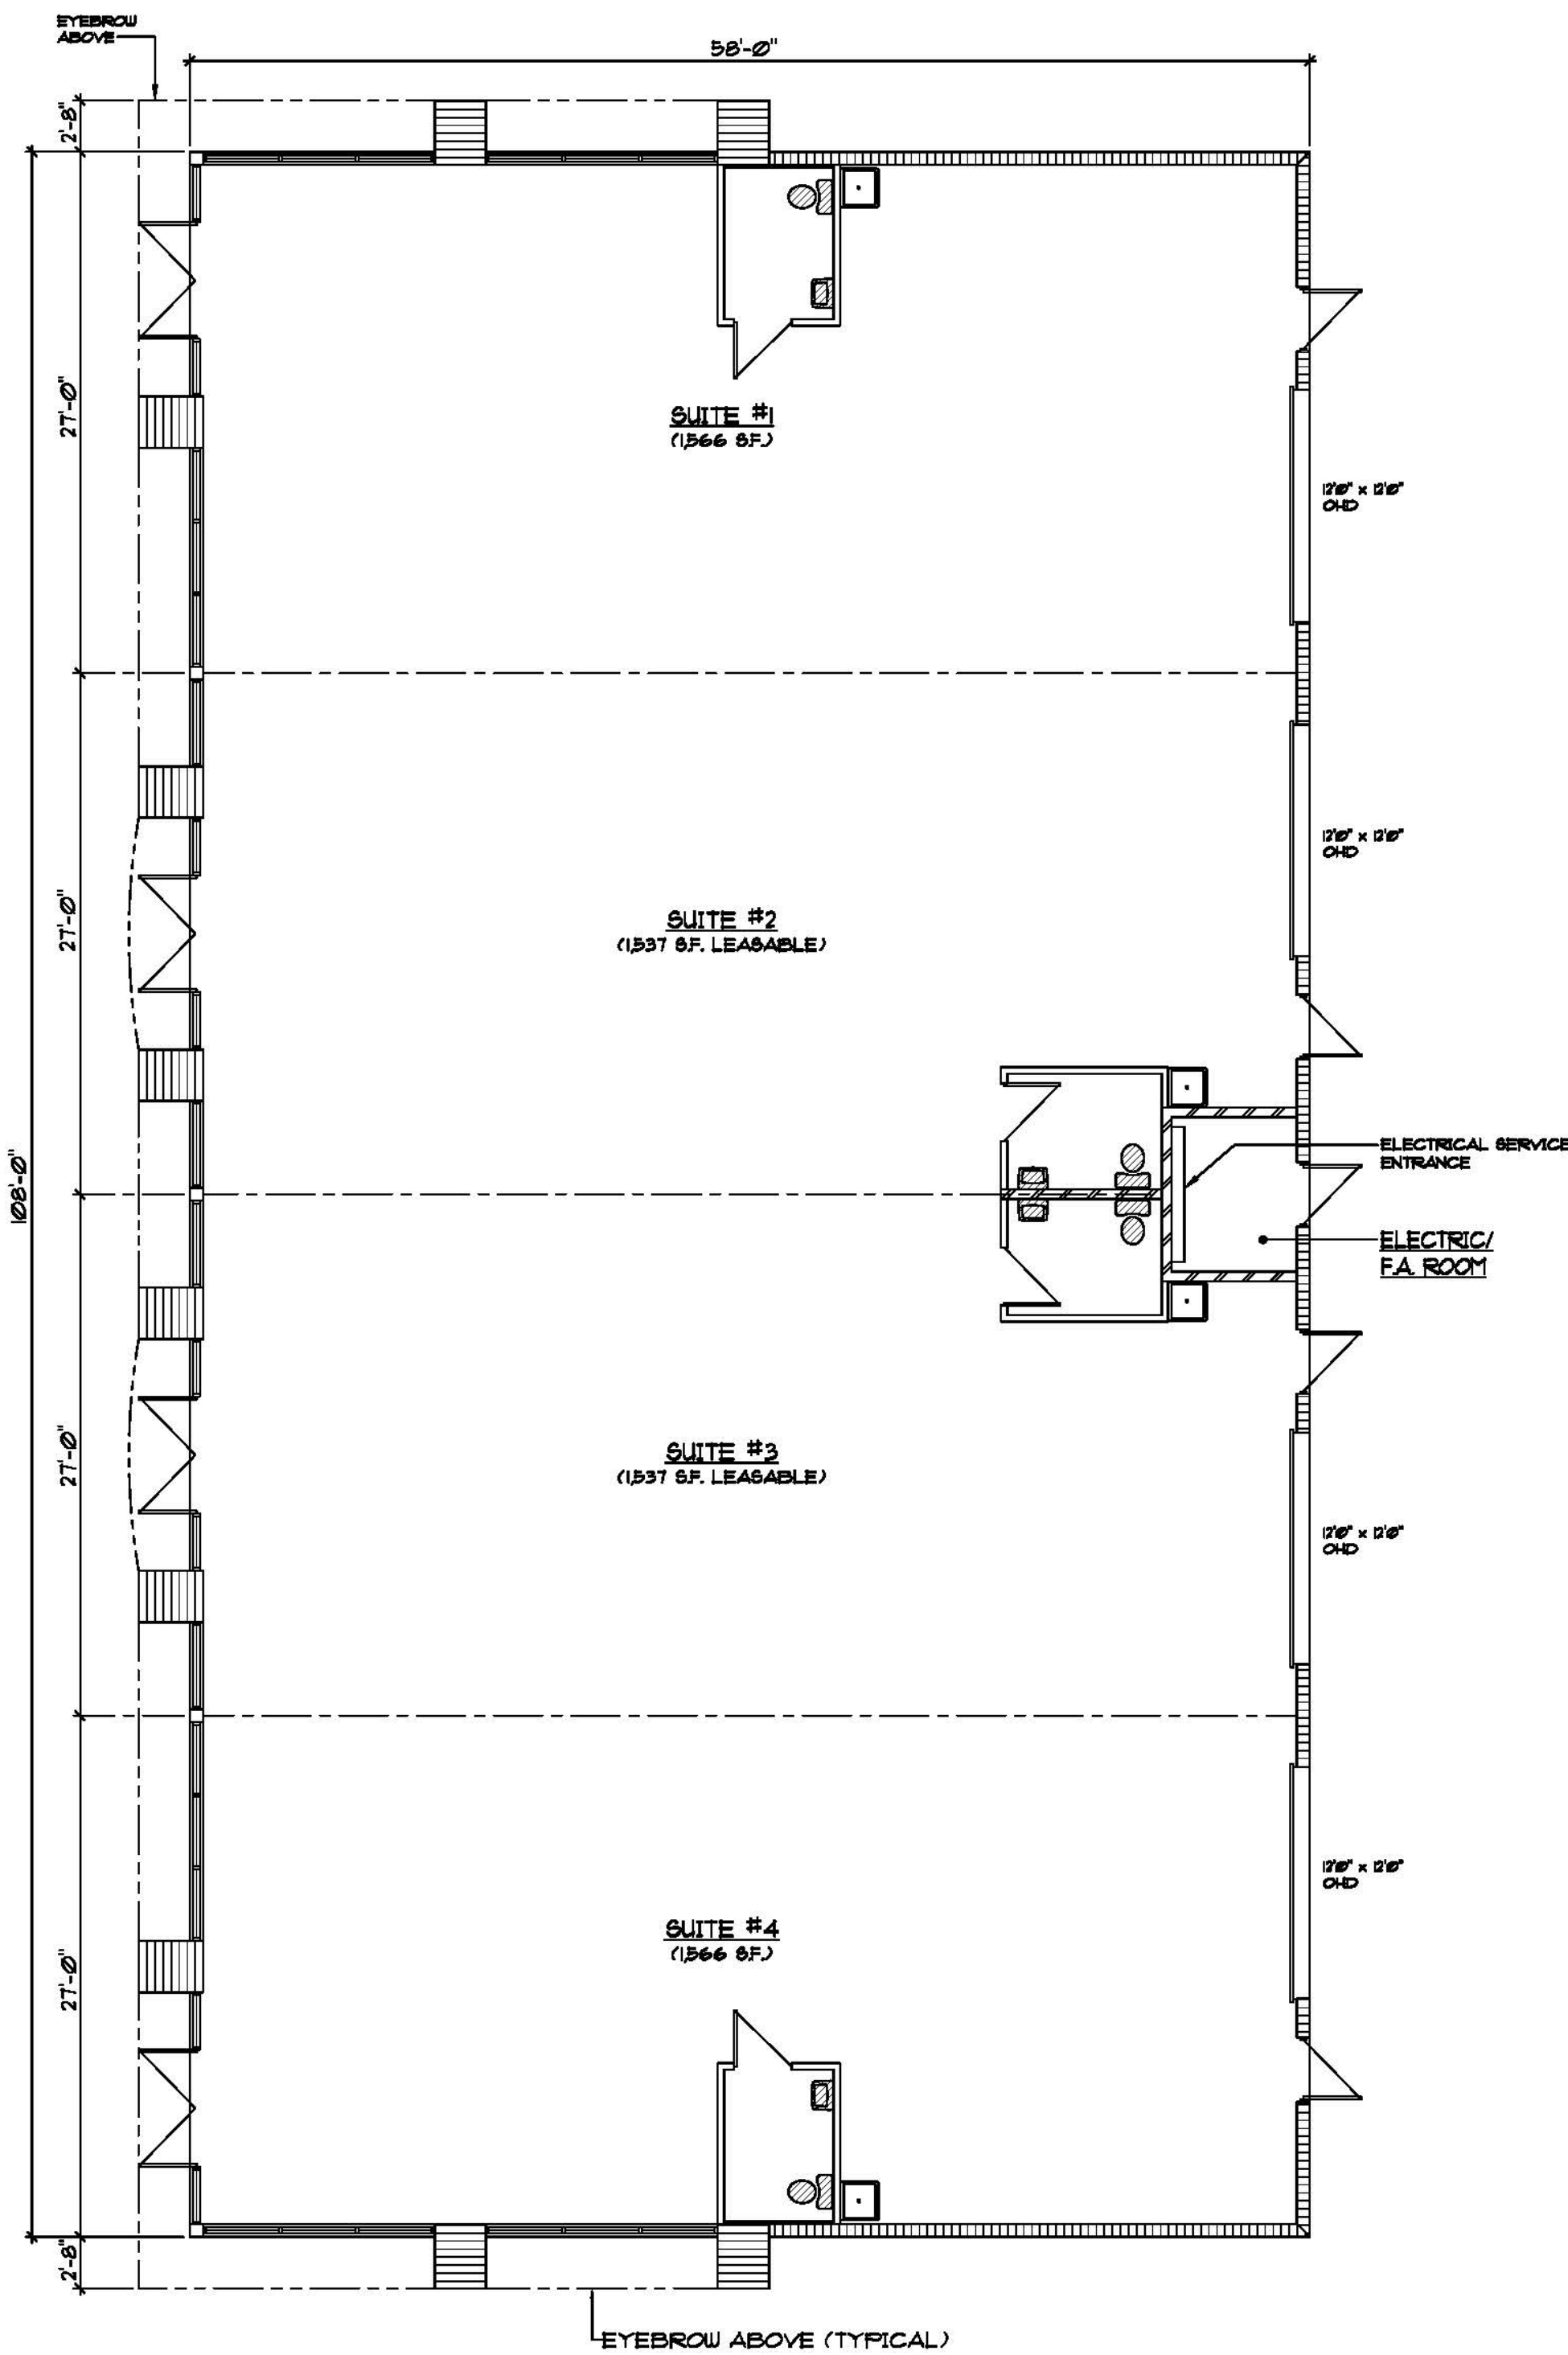 EYEBROW
ABOVE
58'-0"
2'-8"
27'-0"
SUITE #1
(1,566 S.F.)
12'0" x 12'0"
OHD
12'0" x 12'0"
OHD
27'-0"
SUITE #2
(1,537 S.F. LEASABLE)
108'-0"
ELECTRICAL SERVICE
ENTRANCE
ELECTRIC/
F.A. ROOM
27'-0"
SUITE #3
(1,537 S.F. LEASABLE)
12'0" x 12'0"
OHD
12'0" x 12'0"
OHD
SUITE #4
(1,566 S.F.)
27'-0"
2'-8"
EYEBROW ABOVE (TYPICAL)